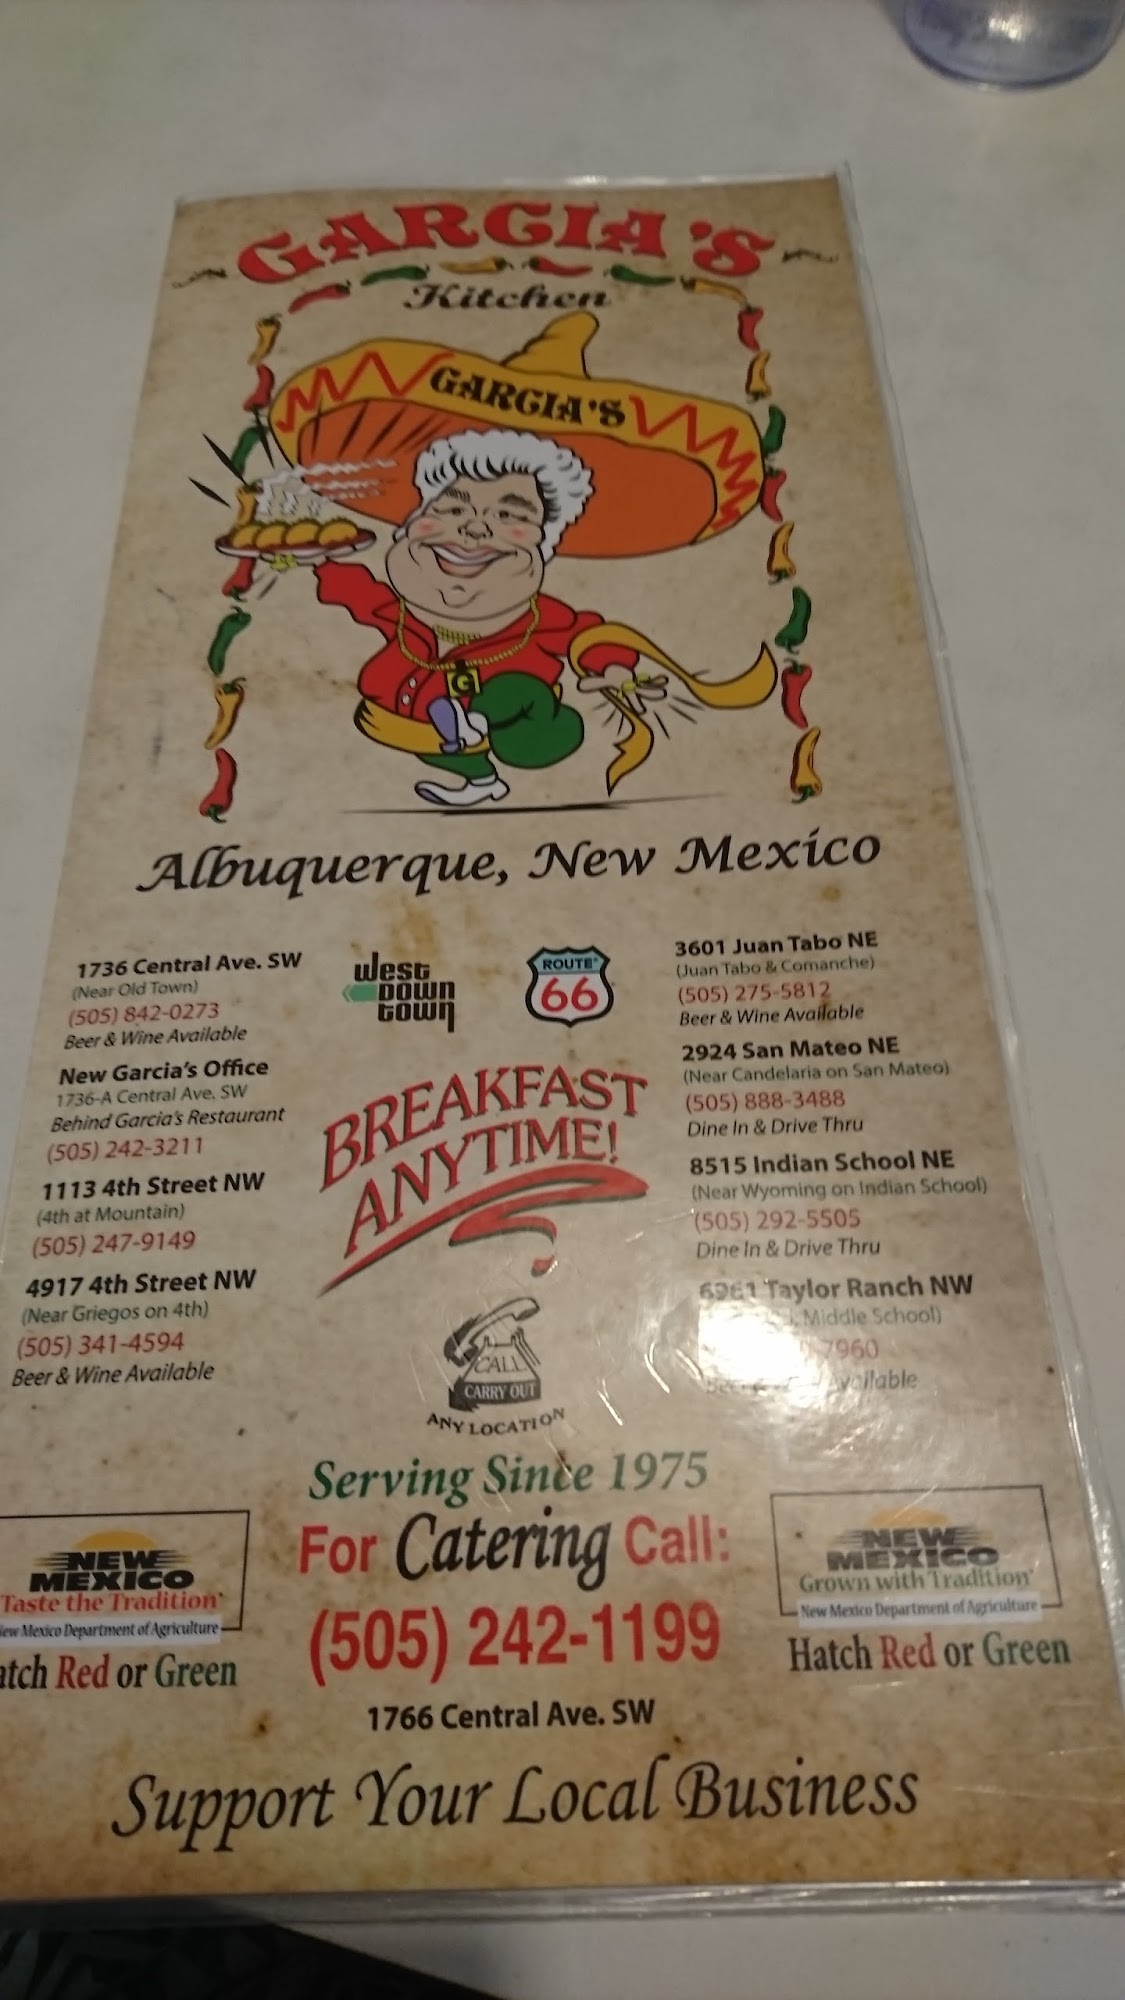 GARCIA'S
Kitchen
GARCIA'S
G
Albuquerque, New Mexico
1736 Central Ave. SW
(Near Old Town)
(505) 842-0273
Beer & Wine Available
New Garcia's Office
1736-A Central Ave. SW
Behind Garcia's Restaurant
(505) 242-3211
1113 4th Street NW
(4th at Mountain)
(505) 247-9149
4917 4th Street NW
(Near Griegos on 4th)
(505) 341-4594
Beer & Wine Available
West
DOWN
town
ROUTE
66
BREAKFAST
ANYTIME!
CALL
CARRY OUT
ANY LOCATION
3601 Juan Tabo NE
(Juan Tabo & Comanche)
(505) 275-5812
Beer & Wine Available
2924 San Mateo NE
(Near Candelaria on San Mateo)
(505) 888-3488
Dine In & Drive Thru
8515 Indian School NE
(Near Wyoming on Indian School)
(505) 292-5505
Dine In & Drive Thru
6961 Taylor Ranch NW
Middle School)
7960
Available
Serving Since 1975
For Catering Call:
(505) 242-1199
1766 Central Ave. SW
NEW
MEXICO
Taste the Tradition
New Mexico Department of Agriculture
Red or Green
NEW
MEXICO
Grown with Tradition
New Mexico Department of Agriculture
Hatch Red or Green
Support Your Local Business